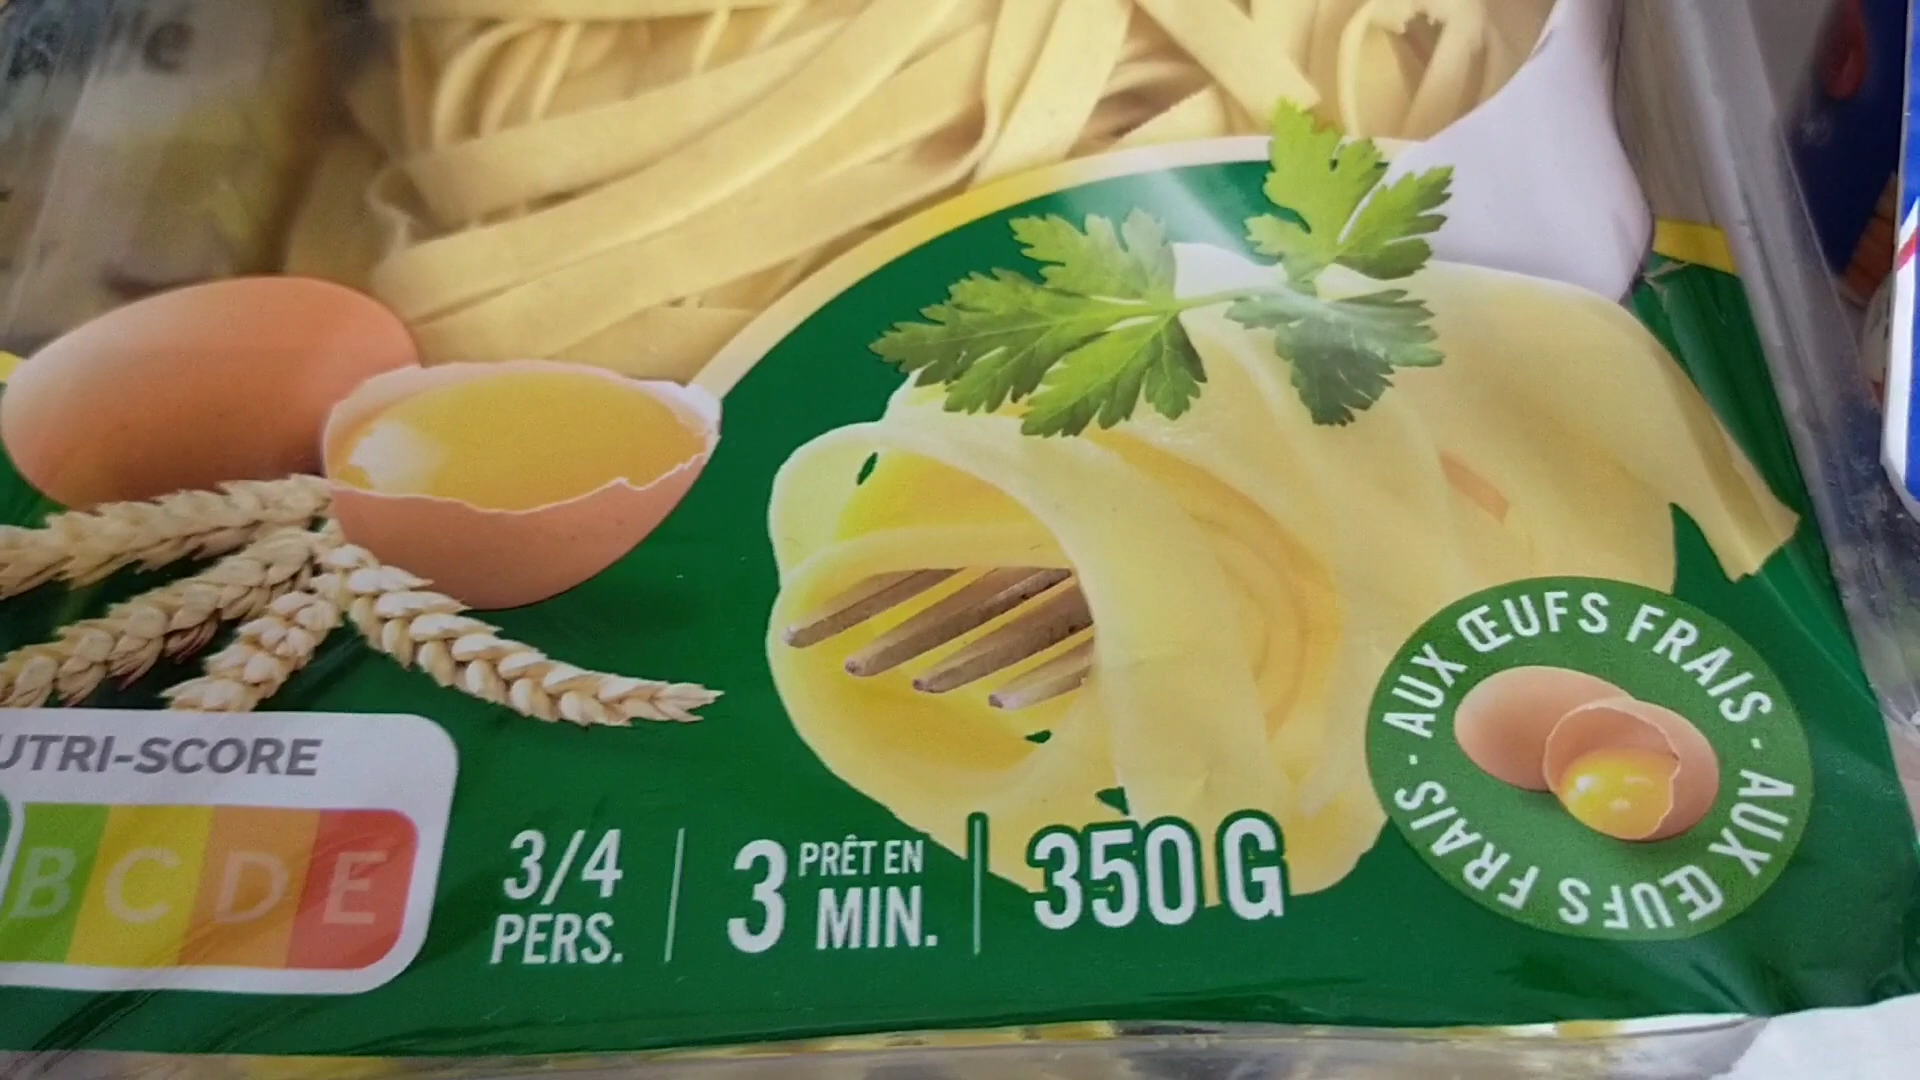 UTRI-SCORE
B C D E
3/4
PERS.
3 PRÊT EN
MIN.
350 G
AUX ŒUFS FRAIS - AUX ŒUFS FRAIS -